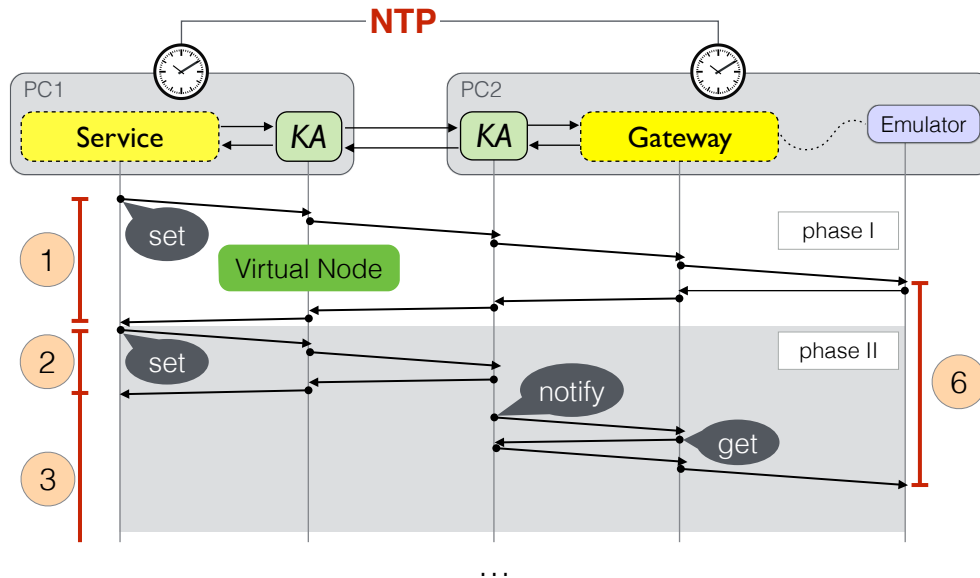 NTP
PC1
PC2
Service
KA
KA
Gateway
Emulator
set
phase I
1
Virtual Node
2
set
phase II
notify
6
get
3
...